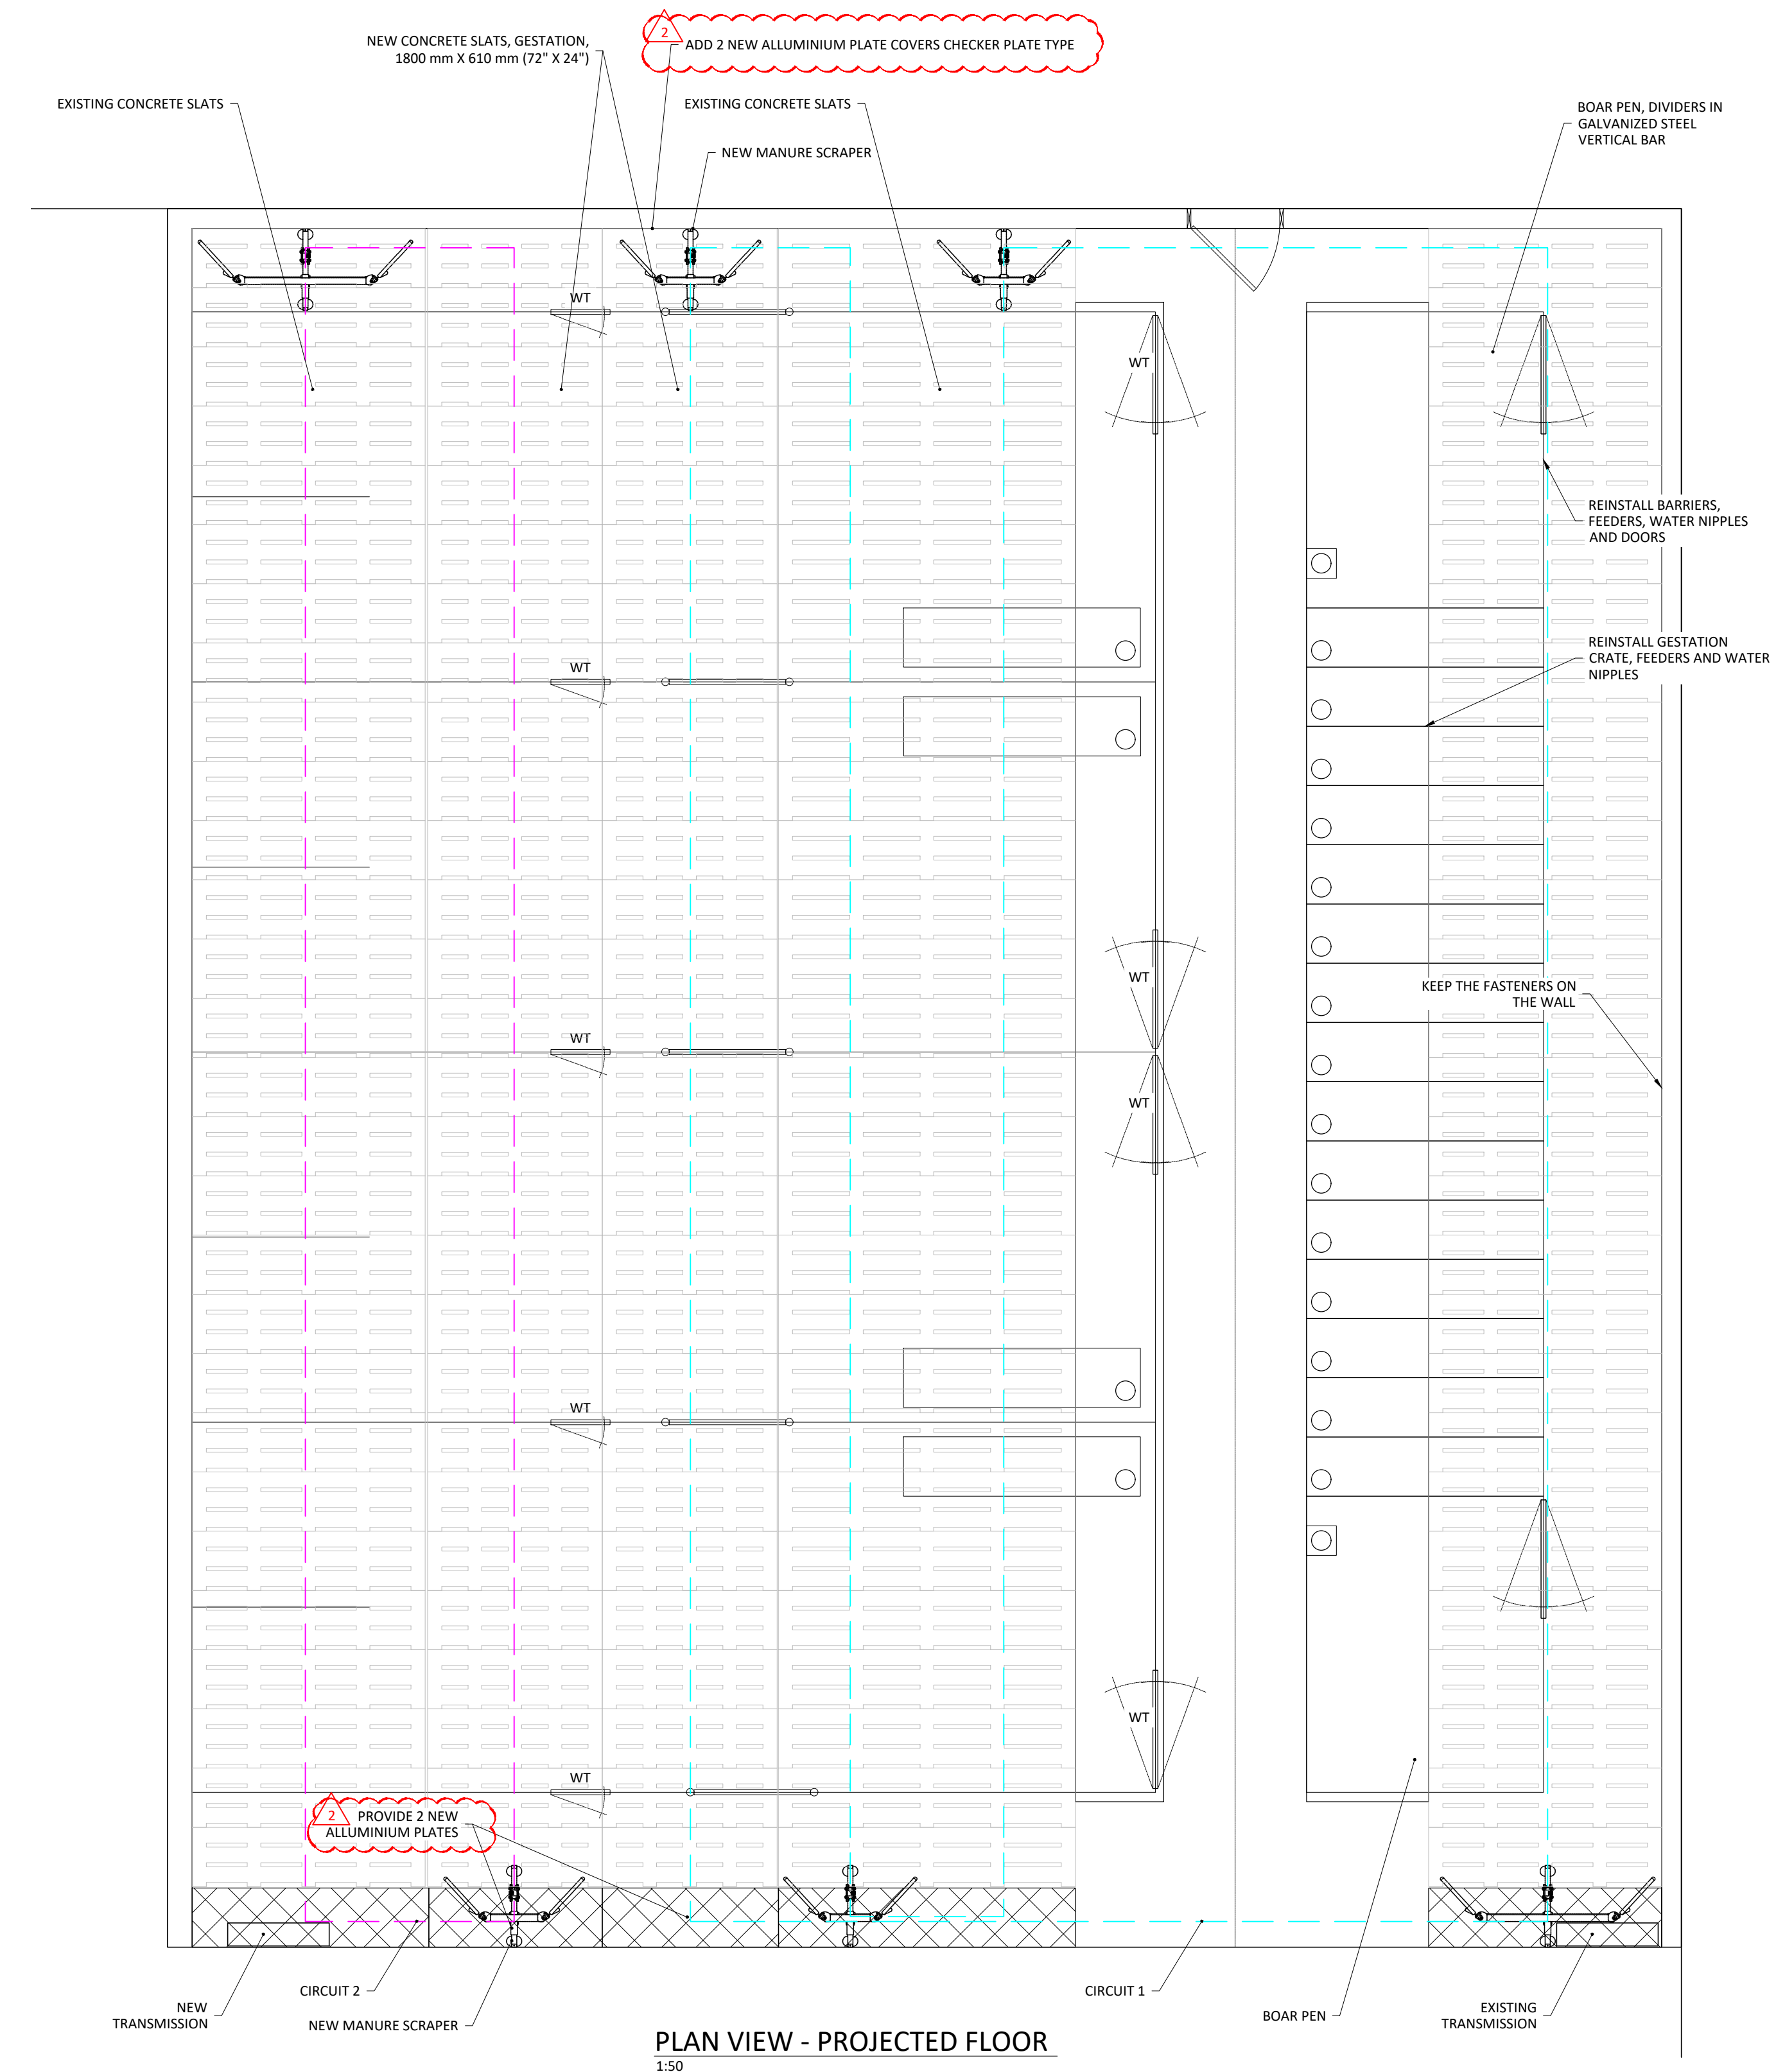 2
ADD 2 NEW ALLUMINIUM PLATE COVERS CHECKER PLATE TYPE
NEW CONCRETE SLATS, GESTATION,
1800 mm X 610 mm (72" X 24")
EXISTING CONCRETE SLATS
EXISTING CONCRETE SLATS
BOAR PEN, DIVIDERS IN
GALVANIZED STEEL
VERTICAL BAR
NEW MANURE SCRAPER
WT
WT
REINSTALL BARRIERS,
FEEDERS, WATER NIPPLES
AND DOORS
REINSTALL GESTATION
CRATE, FEEDERS AND WATER
NIPPLES
WT
WT
KEEP THE FASTENERS ON
THE WALL
WT
WT
WT
WT
WT
2
PROVIDE 2 NEW
ALLUMINIUM PLATES
CIRCUIT 2
CIRCUIT 1
NEW
TRANSMISSION
NEW MANURE SCRAPER
BOAR PEN
EXISTING
TRANSMISSION
PLAN VIEW - PROJECTED FLOOR
1:50